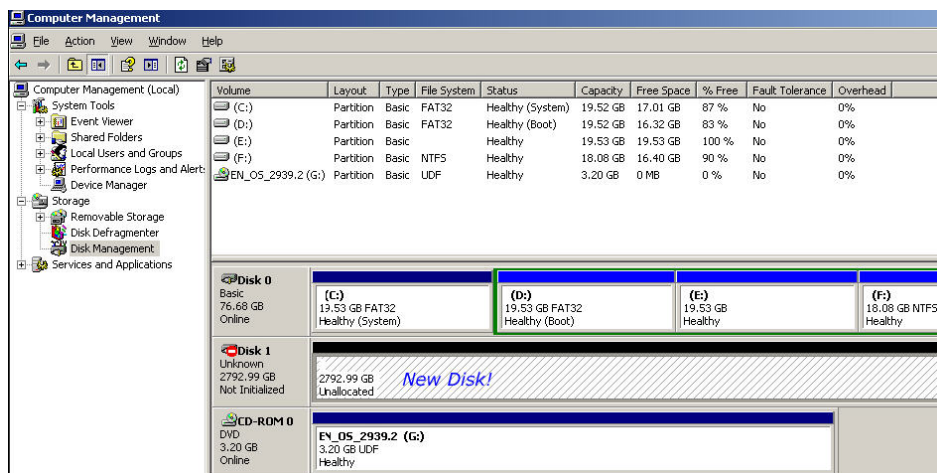 Computer Management
File Action View Window Help
Computer Management (Local)
System Tools
Event Viewer
Shared Folders
Local Users and Groups
Performance Logs and Alert:
Device Manager
Storage
Removable Storage
Disk Defragmenter
Disk Management
Services and Applications
Volume Layout Type File System Status Capacity Free Space % Free Fault Tolerance Overhead
(C:) Partition Basic FAT32 Healthy (System) 19.52 GB 17.01 GB 87 % No 0%
(D:) Partition Basic FAT32 Healthy (Boot) 19.52 GB 16.32 GB 83 % No 0%
(E:) Partition Basic Healthy 19.53 GB 19.53 GB 100 % No 0%
(F:) Partition Basic NTFS Healthy 18.08 GB 16.40 GB 90 % No 0%
EN_OS_2939.2 (G:) Partition Basic UDF Healthy 3.20 GB 0 MB 0 % No 0%
Disk 0
Basic
76.68 GB
Online
(C:)
19.53 GB FAT32
Healthy (System)
(D:)
19.53 GB FAT32
Healthy (Boot)
(E:)
19.53 GB
Healthy
(F:)
18.08 GB NTFS
Healthy
Disk 1
Unknown
2792.99 GB
Not Initialized
2792.99 GB
Unallocated
New Disk!
CD-ROM 0
DVD
3.20 GB
Online
EN_OS_2939.2 (G:)
3.20 GB UDF
Healthy